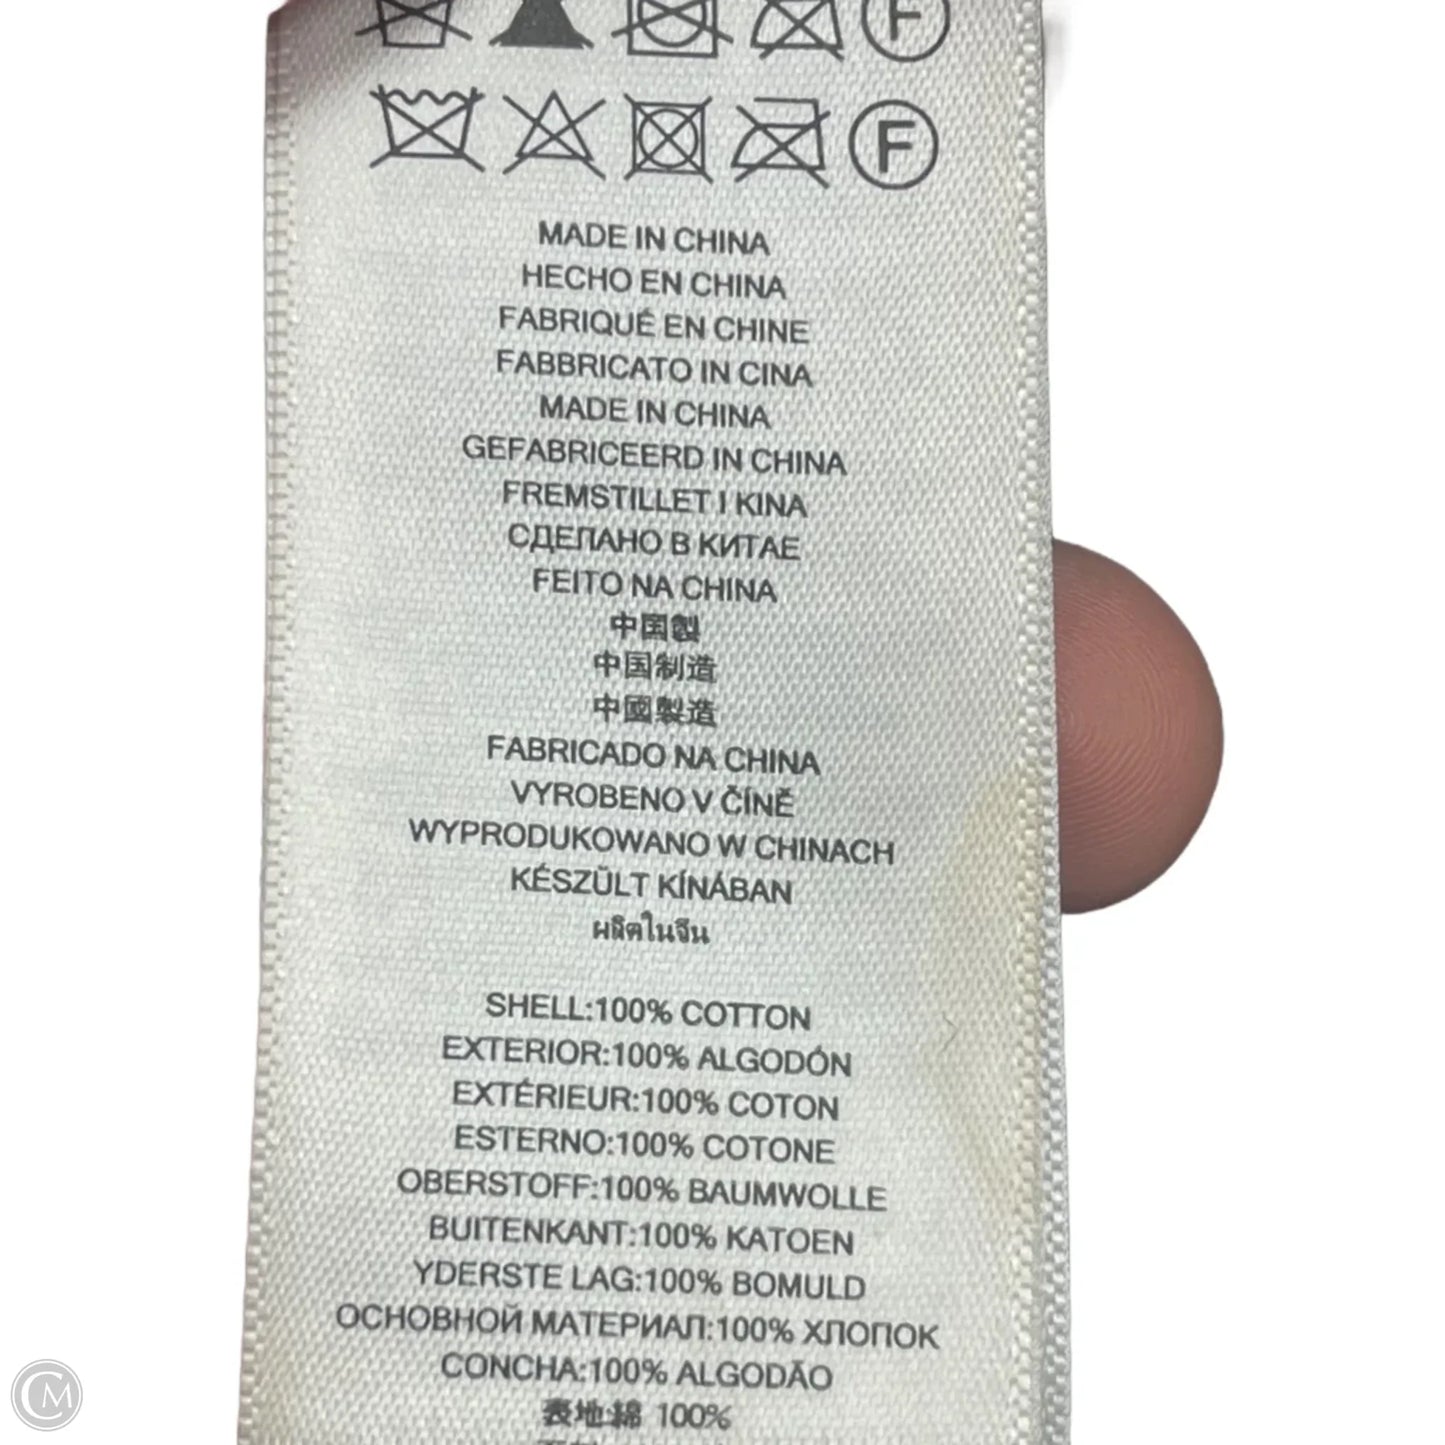 F
F
MADE IN CHINA
HECHO EN CHINA
FABRIQUÉ EN CHINE
FABBRICATO IN CINA
MADE IN CHINA
GEFABRICEERD IN CHINA
FREMSTILLET I KINA
СДЕЛАНО В КИТАЕ
FEITO NA CHINA
中国製
中国制造
中國製造
FABRICADO NA CHINA
VYROBENO V ČÍNĚ
WYPRODUKOWANO W CHINACH
KÉSZÜLT KÍNÁBAN
ผลิตในจีน
SHELL:100% COTTON
EXTERIOR:100% ALGODÓN
EXTÉRIEUR:100% COTON
ESTERNO:100% COTONE
OBERSTOFF:100% BAUMWOLLE
BUITENKANT:100% KATOEN
YDERSTE LAG:100% BOMULD
ОСНОВНОЙ МАТЕРИАЛ:100% ХЛОПОК
CONCHA:100% ALGODÃO
表地:綿 100%
CM